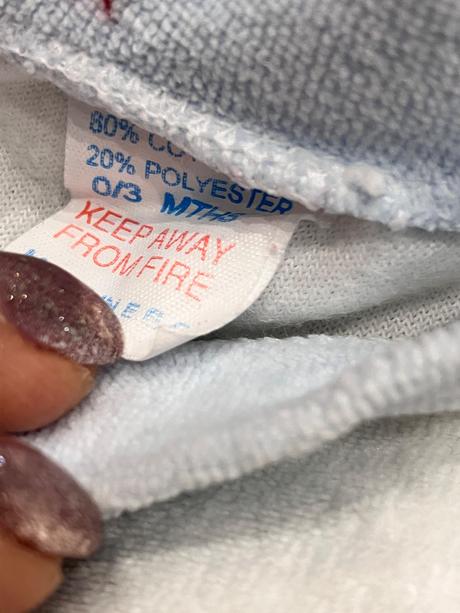 80% CO
20% POLYESTER
0/3 MTHS
KEEP AWAY
FROM FIRE